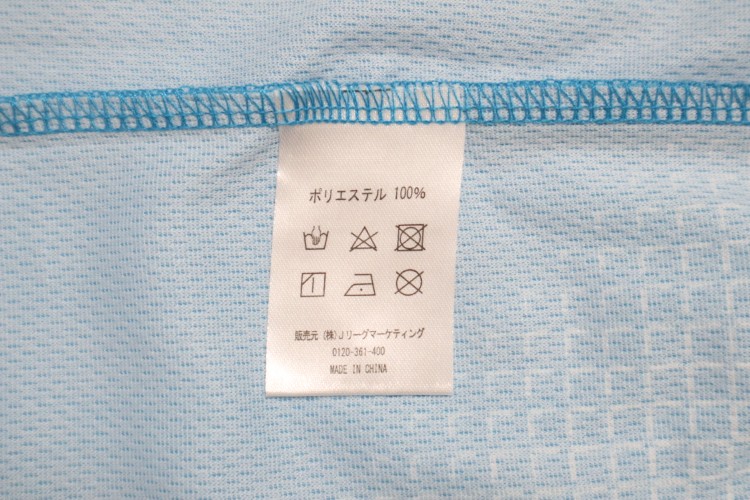 ポリエステル 100%
販売元 (株)Jリーグマーケティング
0120-361-400
MADE IN CHINA